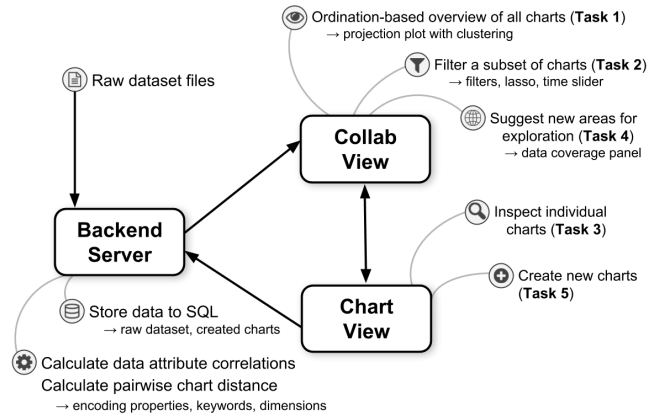 Ordination-based overview of all charts (Task 1)
→ projection plot with clustering
Filter a subset of charts (Task 2)
→ filters, lasso, time slider
Raw dataset files
Suggest new areas for
exploration (Task 4)
→ data coverage panel
Collab
View
Inspect individual
charts (Task 3)
Backend
Server
Create new charts
(Task 5)
Chart
View
Store data to SQL
→ raw dataset, created charts
Calculate data attribute correlations
Calculate pairwise chart distance
→ encoding properties, keywords, dimensions